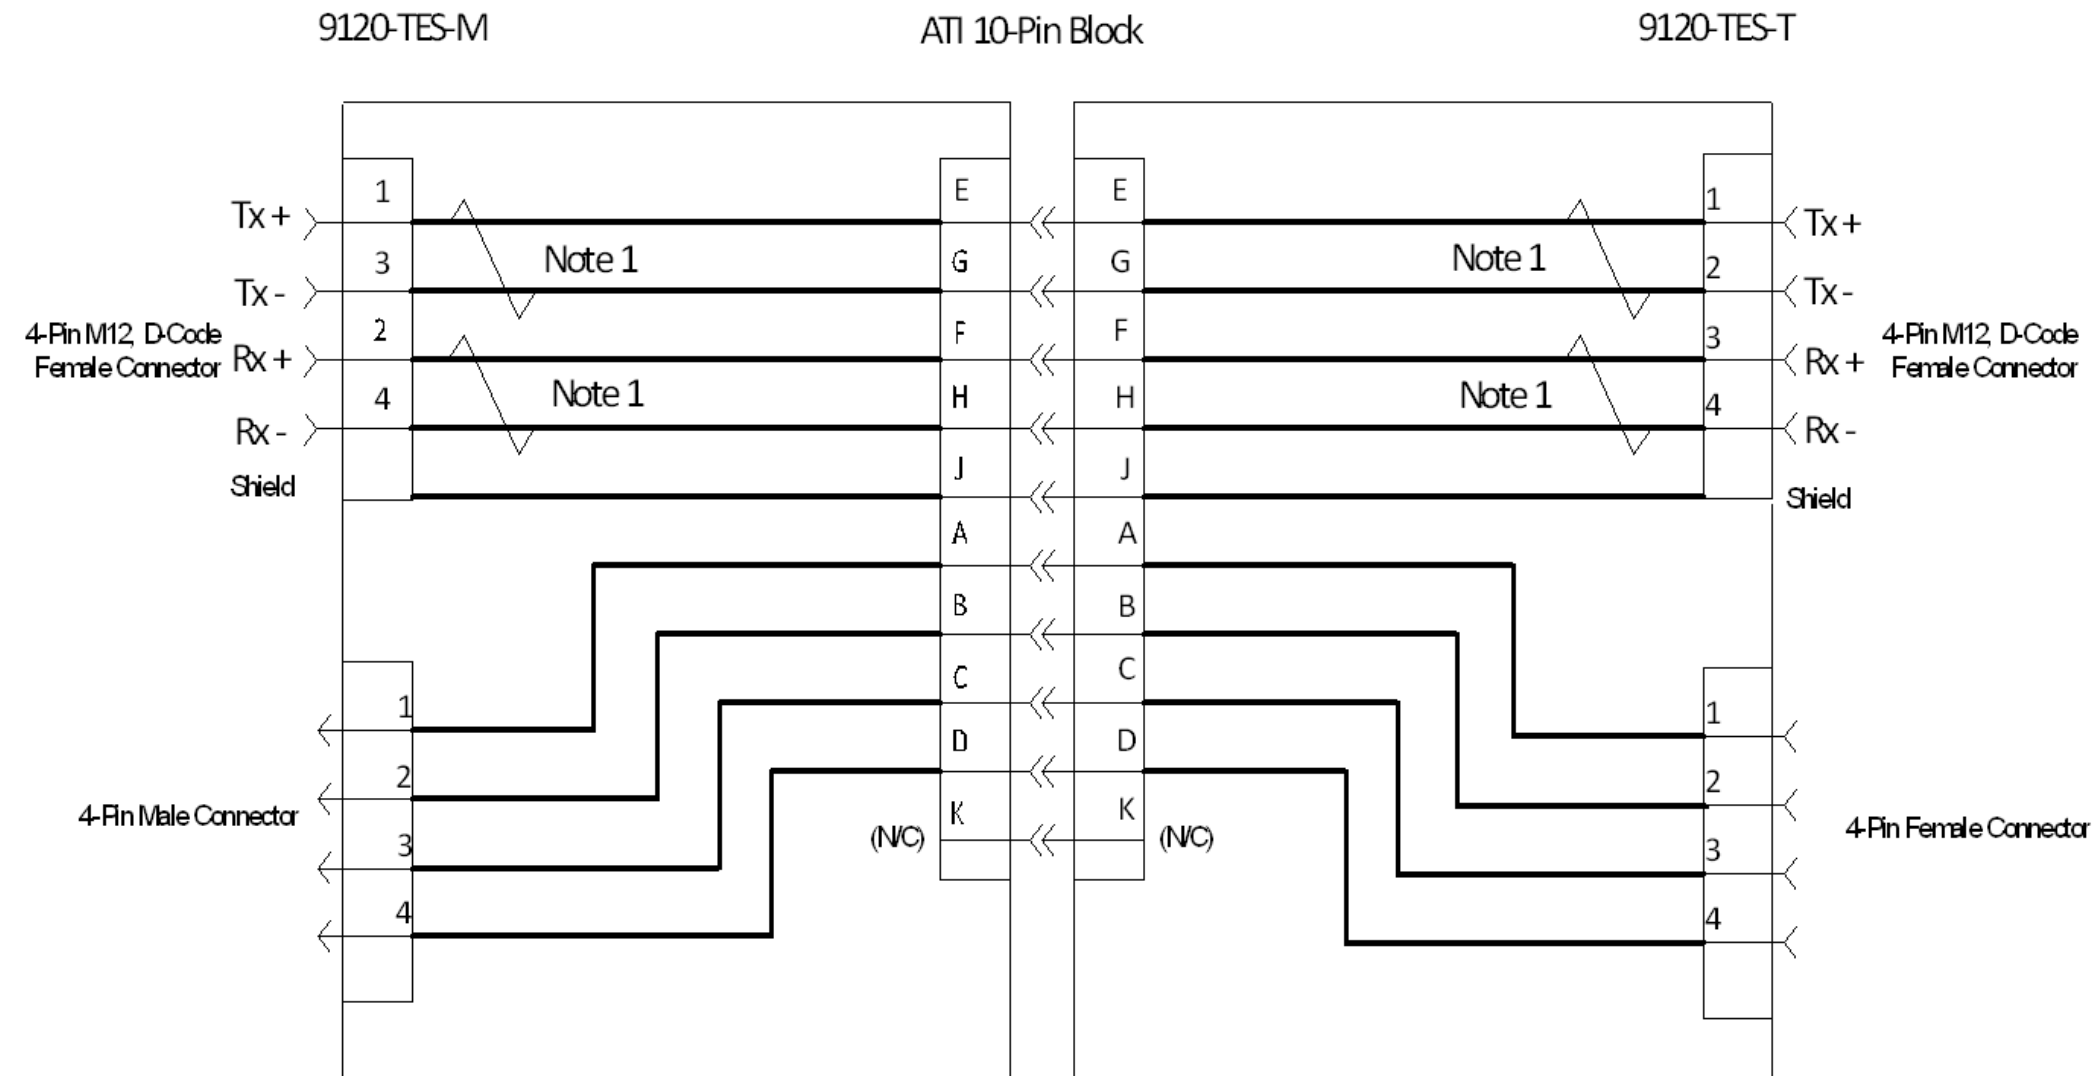 9120-TES-M
ATI 10-Pin Block
9120-TES-T
1
E
E
1
Tx +
Tx +
Note 1
Note 1
3
G
G
2
Tx -
Tx -
4-Pin M12, D-Code
Female Connector
2
F
F
3
4-Pin M12, D-Code
Female Connector
Rx +
Rx +
Note 1
Note 1
4
H
H
4
Rx -
Rx -
J
J
Shield
Shield
A
A
B
B
C
C
1
1
D
D
2
2
4-Pin Male Connector
4-Pin Female Connector
K
K
(N/C)
(N/C)
3
3
4
4